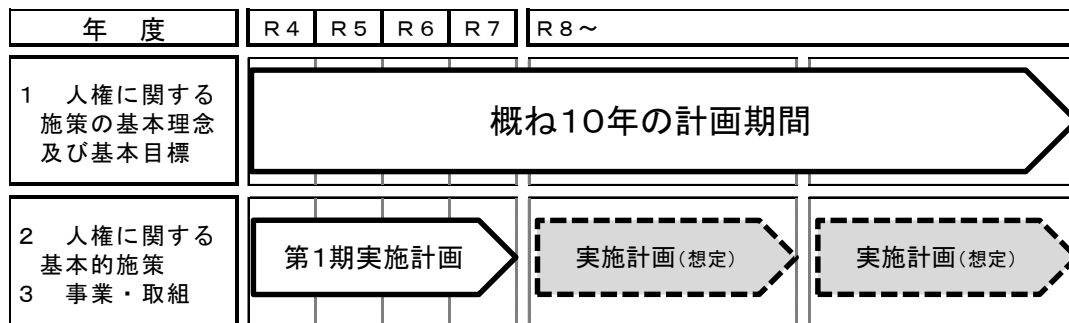 年　度
Ｒ４
Ｒ５
Ｒ６
Ｒ７
Ｒ８～
１　人権に関する
施策の基本理念
及び基本目標
概ね10年の計画期間
２　人権に関する
基本的施策
３　事業・取組
第1期実施計画
実施計画（想定）
実施計画（想定）